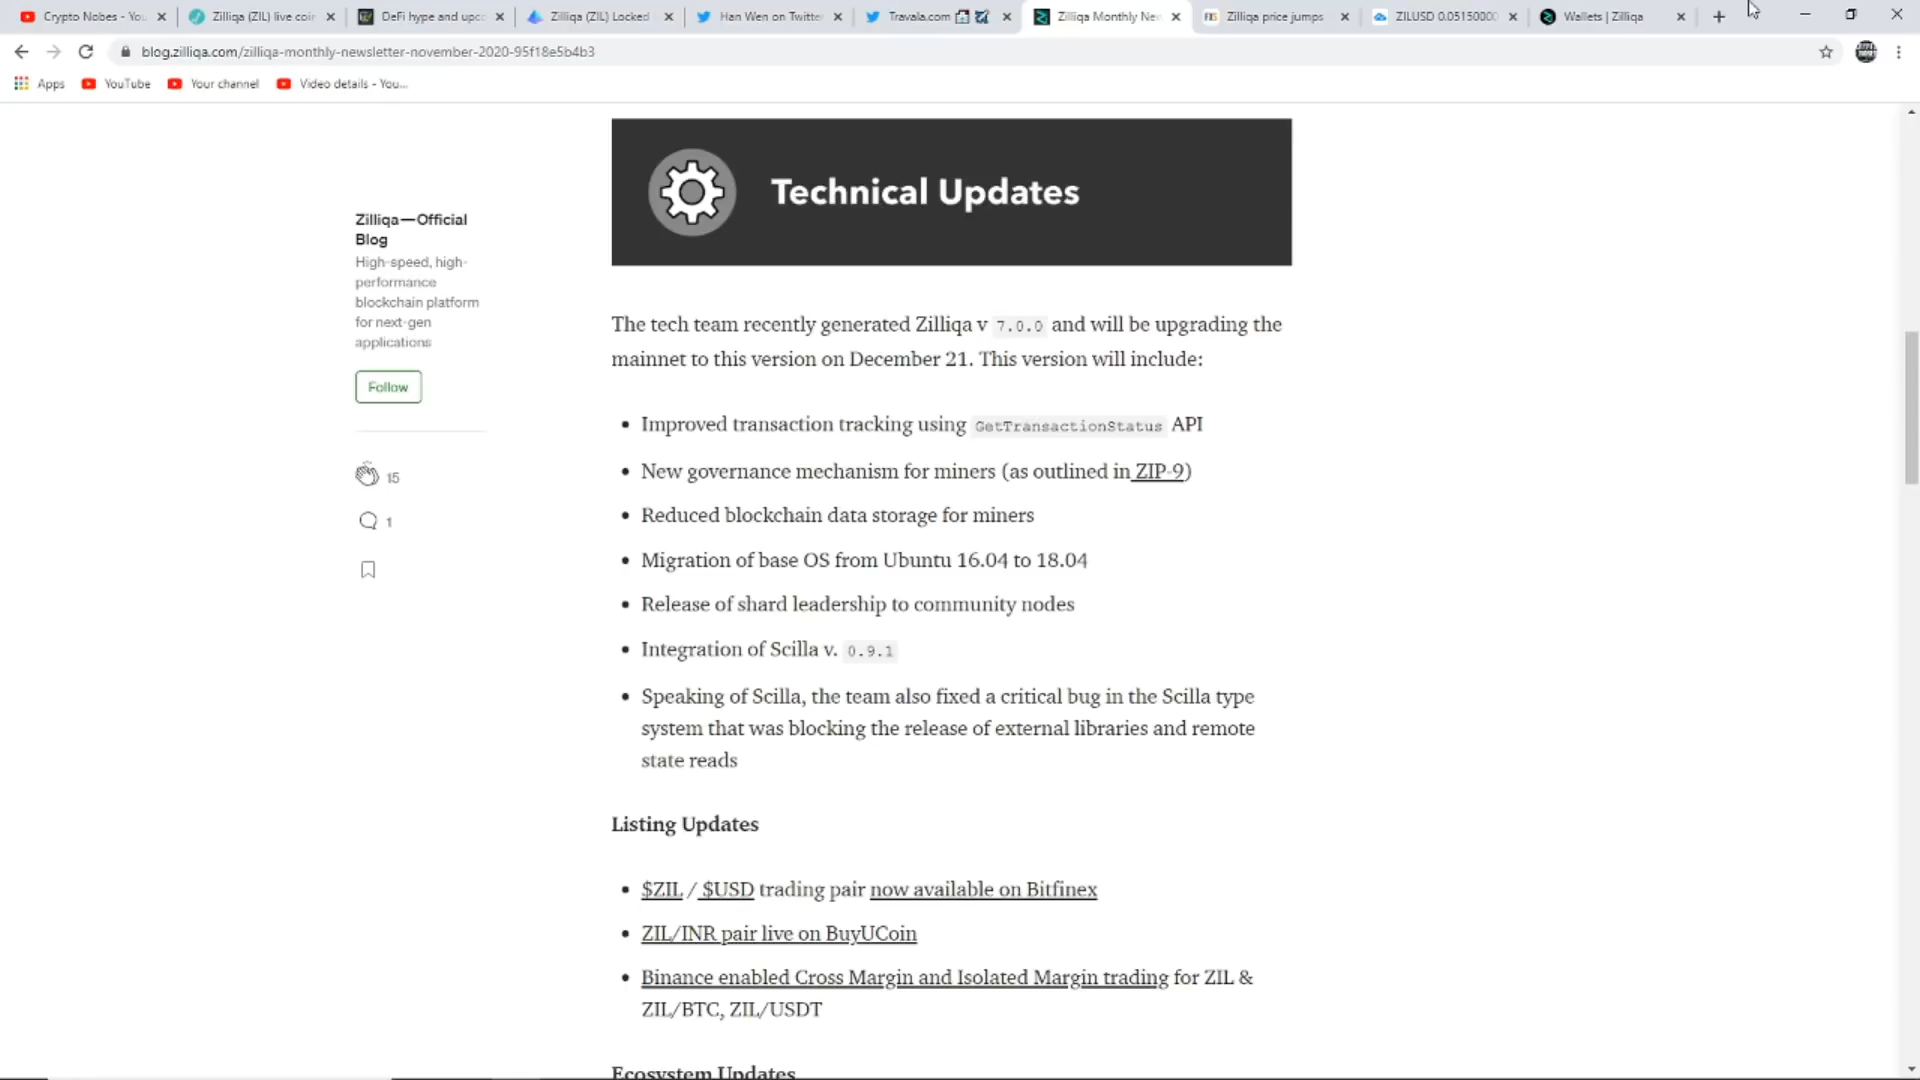 Crypto Nobes - You
Zilliqa (ZIL) live coin
DeFi hype and upco
Zilliqa (ZIL) Locked
Han Wen on Twitte
Travala.com
Zilliqa Monthly Nev
Zilliqa price jumps
ZILUSD 0.05150000
Wallets | Zilliqa
blog.zilliqa.com/zilliqa-monthly-newsletter-november-2020-95f18e5b4b3
Apps
YouTube
Your channel
Video details - You...
Technical Updates
Zilliqa—Official
Blog
High-speed, high-
performance
blockchain platform
for next-gen
applications
Follow
15
1
The tech team recently generated Zilliqa v 7.0.0 and will be upgrading the
mainnet to this version on December 21. This version will include:
• Improved transaction tracking using GetTransactionStatus API
• New governance mechanism for miners (as outlined in ZIP-9)
• Reduced blockchain data storage for miners
• Migration of base OS from Ubuntu 16.04 to 18.04
• Release of shard leadership to community nodes
• Integration of Scilla v. 0.9.1
• Speaking of Scilla, the team also fixed a critical bug in the Scilla type
system that was blocking the release of external libraries and remote
state reads
Listing Updates
• $ZIL / $USD trading pair now available on Bitfinex
• ZIL/INR pair live on BuyUCoin
• Binance enabled Cross Margin and Isolated Margin trading for ZIL &
ZIL/BTC, ZIL/USDT
Ecosystem Updates